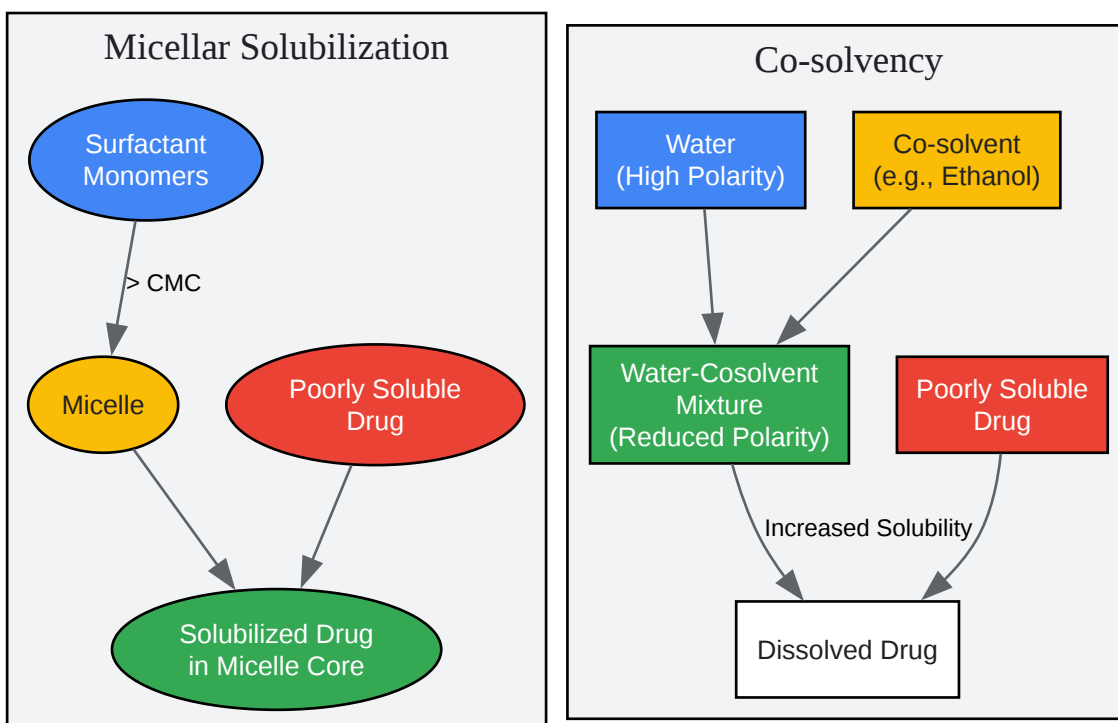 Micellar Solubilization
Surfactant
Monomers
> CMC
Micelle
Poorly Soluble
Drug
Solubilized Drug
in Micelle Core
Co-solvency
Water
(High Polarity)
Co-solvent
(e.g., Ethanol)
Water-Cosolvent
Mixture
(Reduced Polarity)
Poorly Soluble
Drug
Increased Solubility
Dissolved Drug